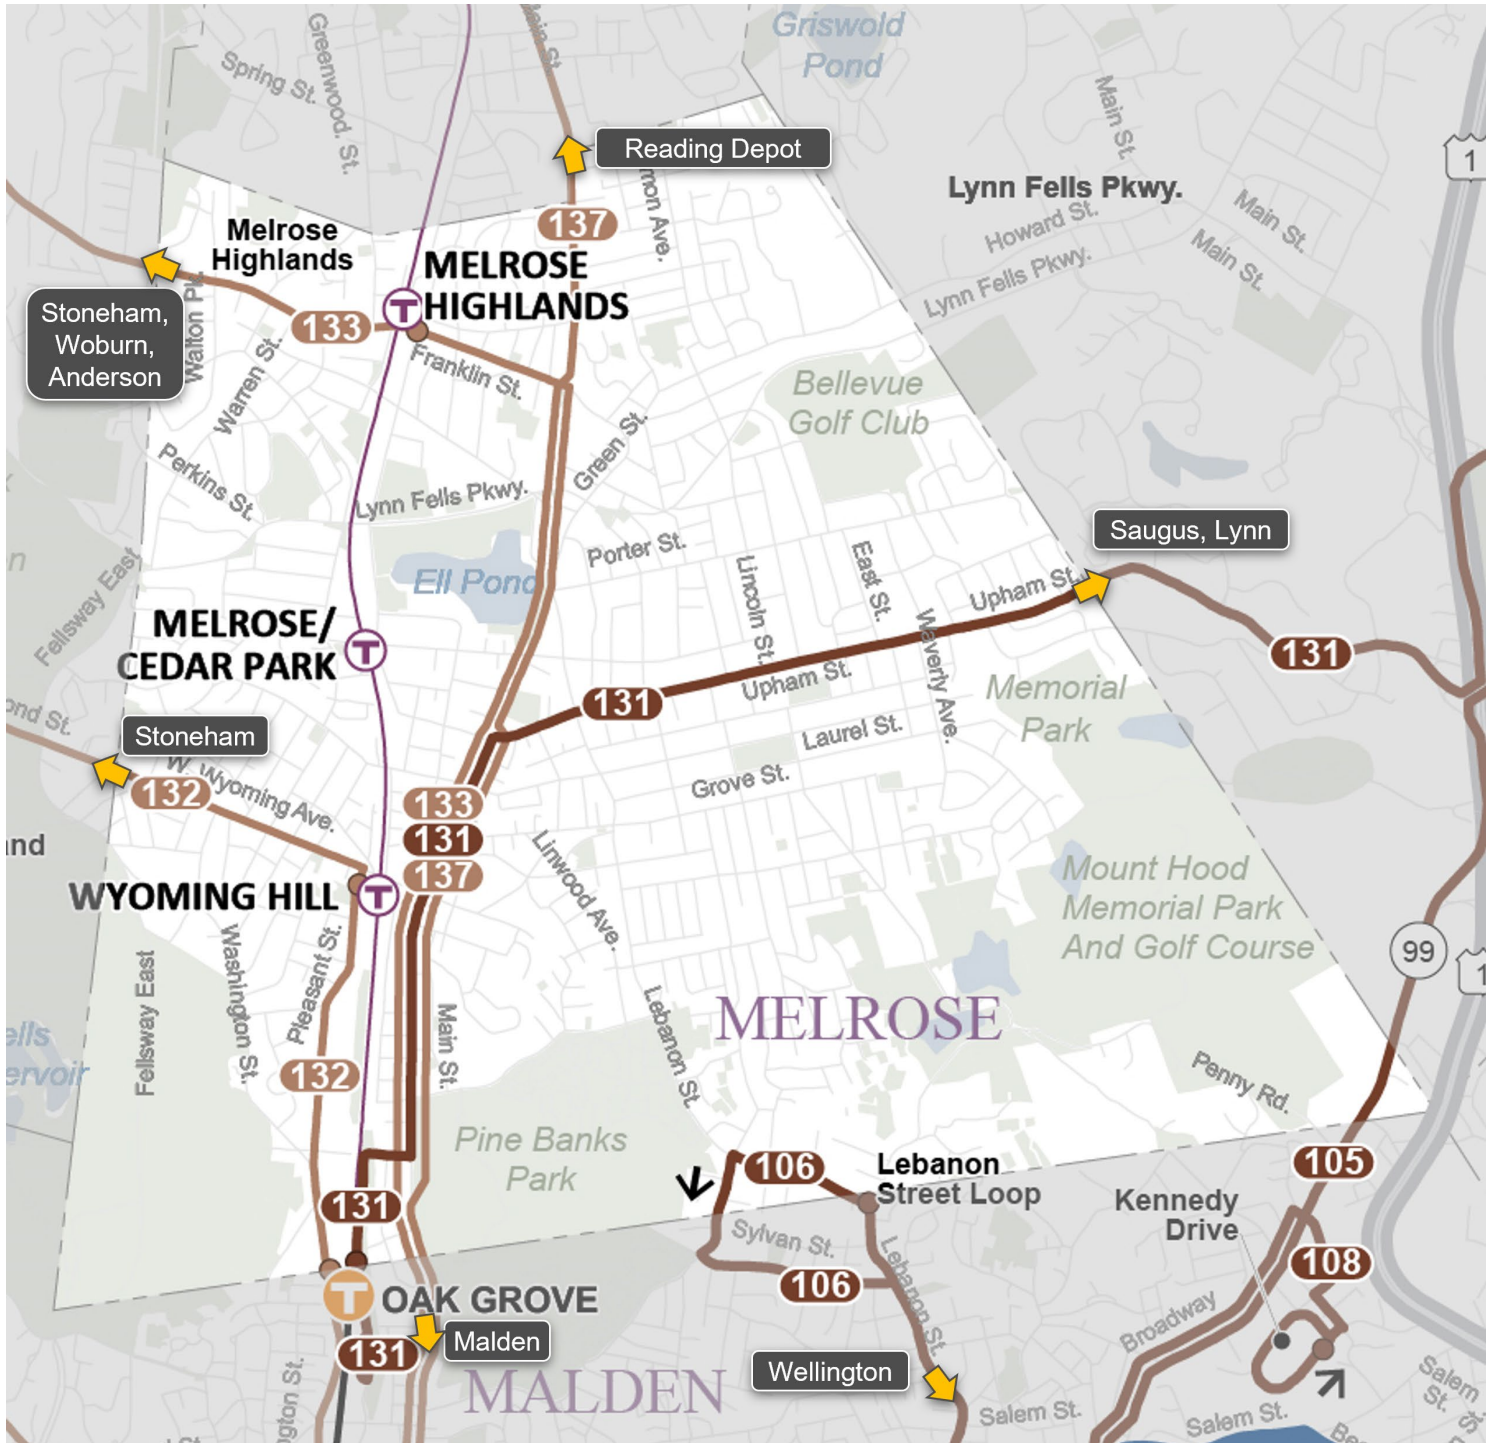 Griswold
Pond
Main St.
Greenwood. St.
Spring St.
Reading Depot
Main St.
1
Lynn Fells Pkwy.
Main St.
Howard St.
Main St.
Lynn Fells Pkwy.
137
Melrose
Highlands
MELROSE
HIGHLANDS
T
Stoneham,
Woburn,
Anderson
Walton Pk.
133
Warren St.
Franklin St.
Bellevue
Golf Club
Green St.
Perkins St.
Lynn Fells Pkwy.
Saugus, Lynn
Porter St.
Ell Pond
Lincoln St.
East St.
Upham St.
Fellsway East
MELROSE/
CEDAR PARK
T
Waverly Ave.
131
131
Upham St.
Memorial
Park
Stoneham
Laurel St.
Grove St.
W. Wyoming Ave.
132
133
131
137
Linwood Ave.
WYOMING HILL
T
Mount Hood
Memorial Park
And Golf Course
99
1
Washington St.
Pleasant St.
Fellsway East
Main St.
Lebanon St.
MELROSE
132
Penny Rd.
Pine Banks
Park
106
Lebanon
Street Loop
105
Kennedy
Drive
131
Sylvan St.
106
Lebanon St.
108
T
OAK GROVE
Malden
131
MALDEN
Wellington
Broadway
Salem St.
Salem St.
Salem
St.